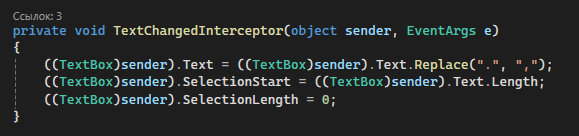 Ссылок: 3
private void TextChangedInterceptor(object sender, EventArgs e)
{
((TextBox)sender).Text = ((TextBox)sender).Text.Replace(".", ",");
((TextBox)sender).SelectionStart = ((TextBox)sender).Text.Length;
((TextBox)sender).SelectionLength = 0;
}